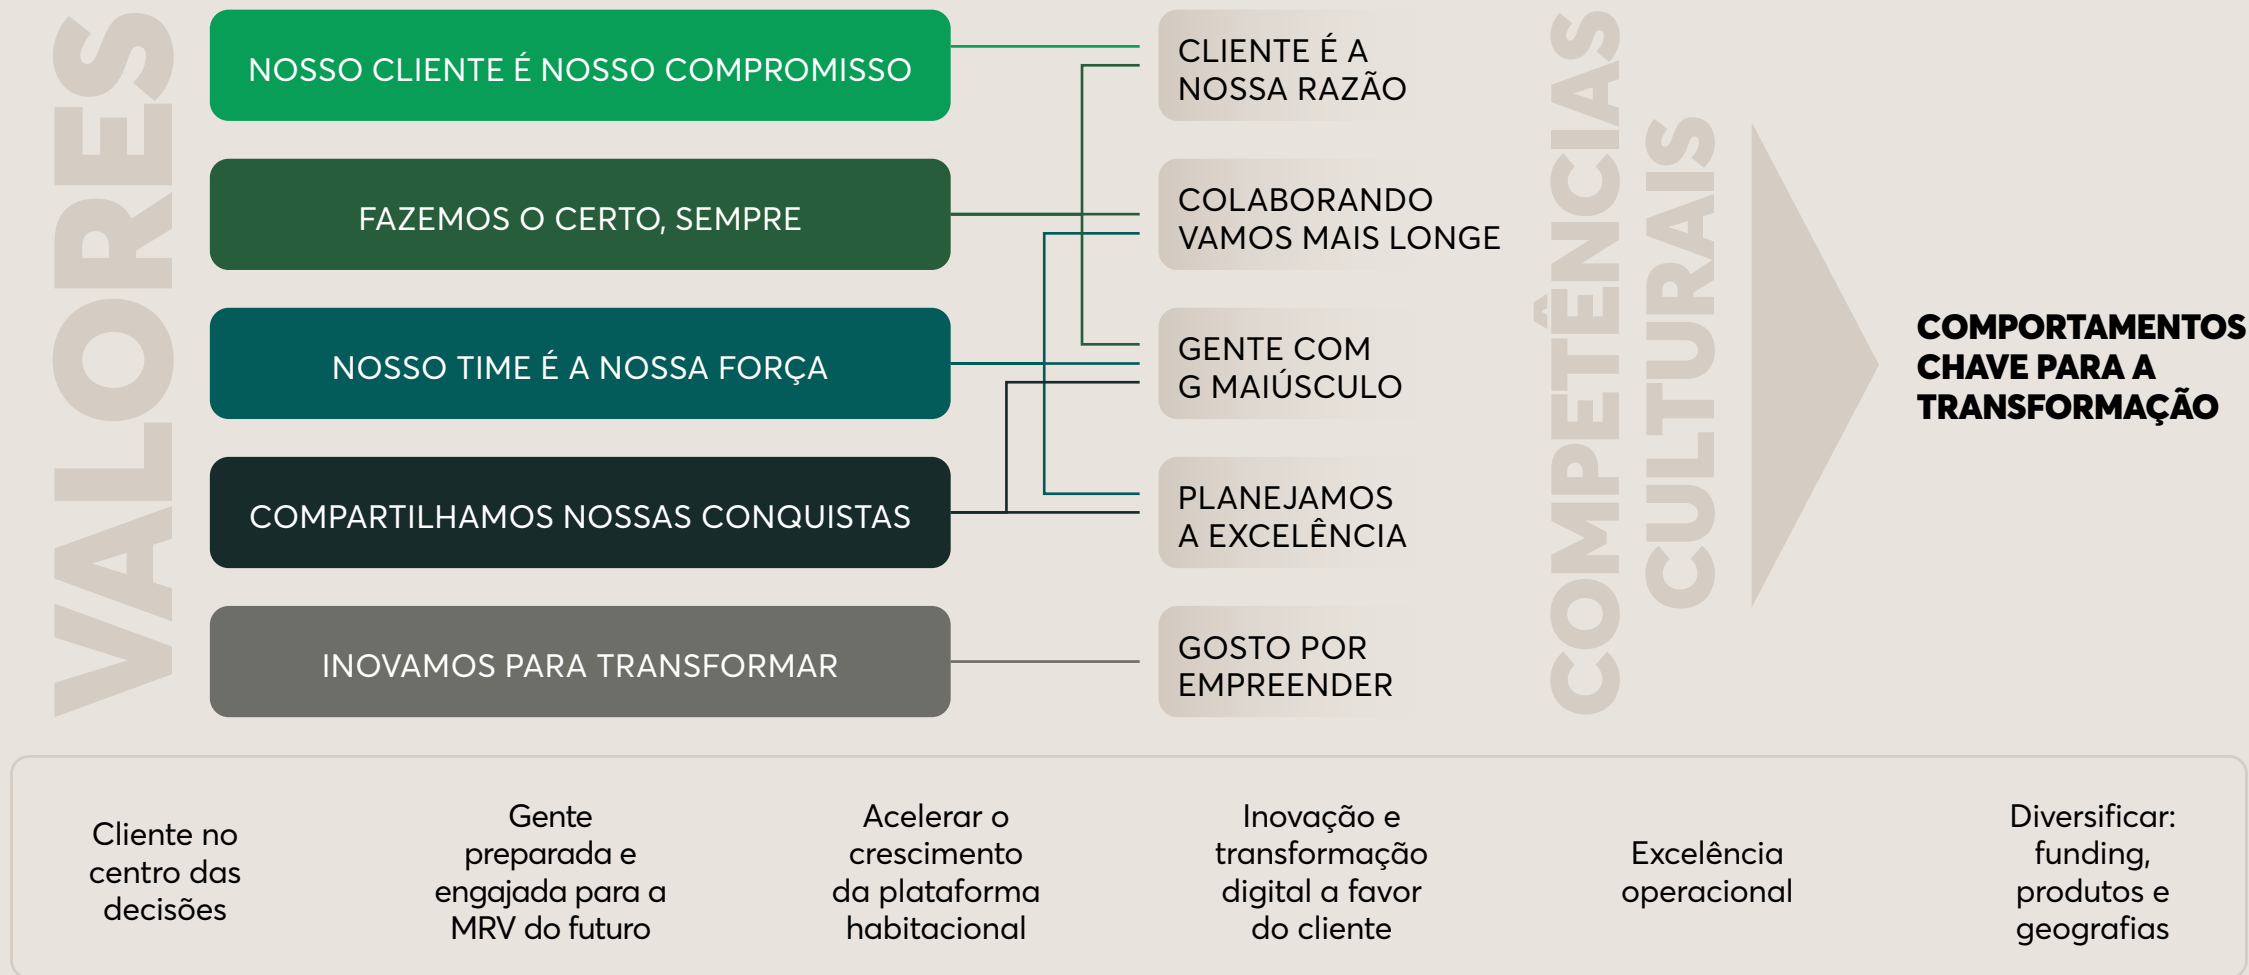 VALORES
NOSSO CLIENTE É NOSSO COMPROMISSO
FAZEMOS O CERTO, SEMPRE
NOSSO TIME É A NOSSA FORÇA
COMPARTILHAMOS NOSSAS CONQUISTAS
INOVAMOS PARA TRANSFORMAR
CLIENTE É A
NOSSA RAZÃO
COLABORANDO
VAMOS MAIS LONGE
GENTE COM
G MAIÚSCULO
PLANEJAMOS
A EXCELÊNCIA
GOSTO POR
EMPREENDER
COMPETÊNCIAS
CULTURAIS
COMPORTAMENTOS
CHAVE PARA A
TRANSFORMAÇÃO
Cliente no
centro das
decisões
Gente
preparada e
engajada para a
MRV do futuro
Acelerar o
crescimento
da plataforma
habitacional
Inovação e
transformação
digital a favor
do cliente
Excelência
operacional
Diversificar:
funding,
produtos e
geografias